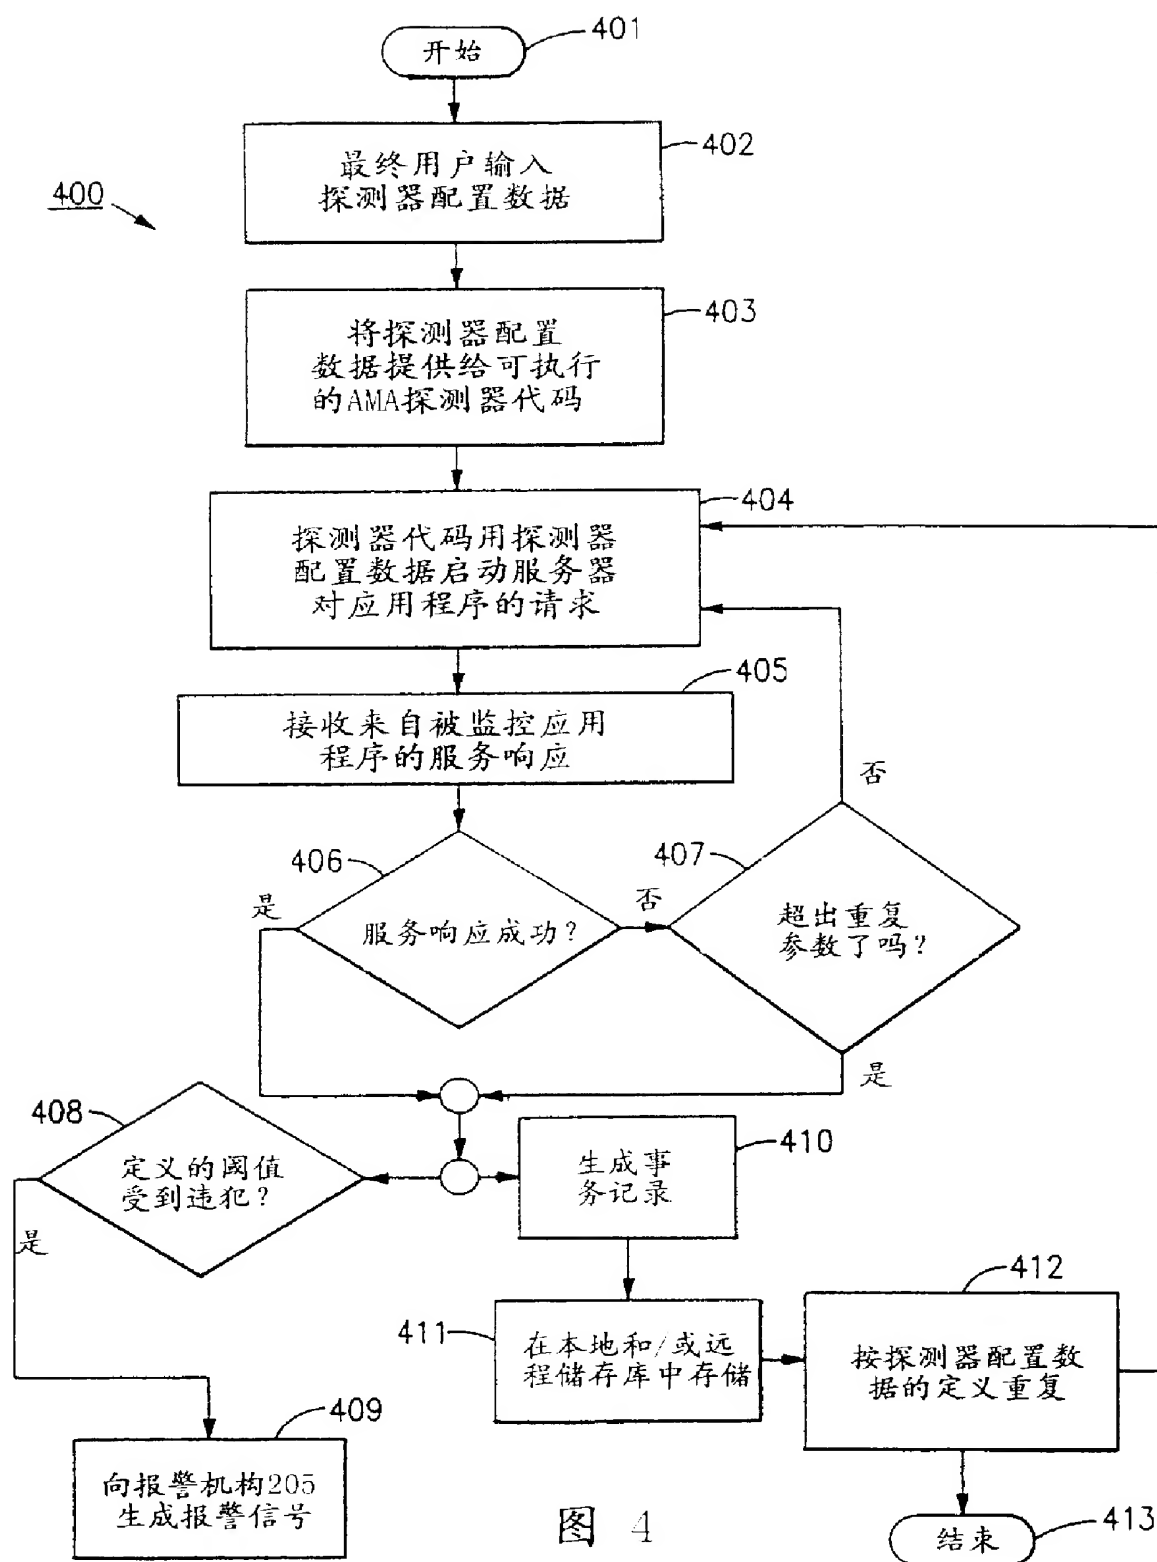 开始
401
最终用户输入
探测器配置数据
402
400
将探测器配置
数据提供给可执行
的AMA探测器代码
403
探测器代码用探测器
配置数据启动服务器
对应用程序的请求
404
接收来自被监控应用
程序的服务响应
405
406
服务响应成功?
是
否
407
超出重复
参数了吗?
否
是
408
定义的阈值
受到违犯?
是
410
生成事
务记录
411
在本地和/或远
程储存库中存储
412
按探测器配置数
据的定义重复
409
向报警机构205
生成报警信号
结束
413
图 4